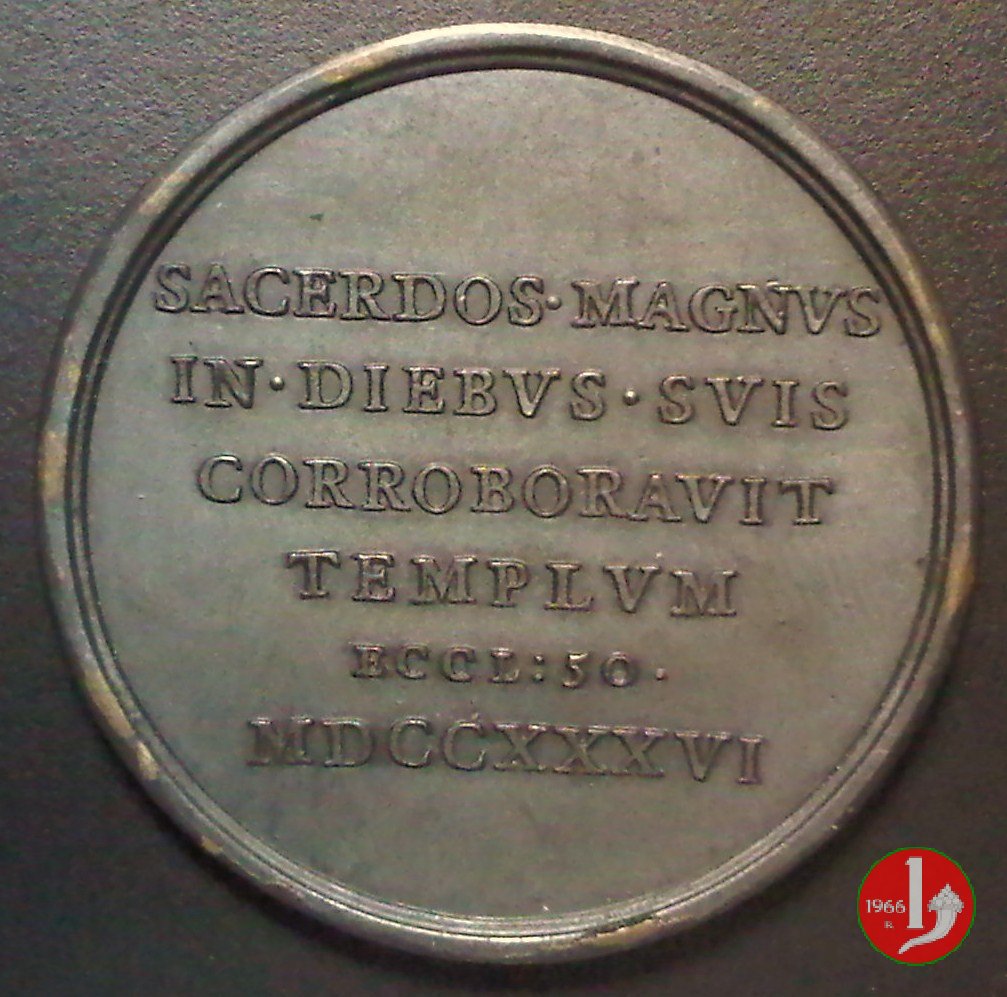 SACERDOS·MAGNVS
IN·DIEBVS·SVIS
CORROBORAVIT
TEMPLVM
ECCL:50.
MDCCXXXVI
1966
R.